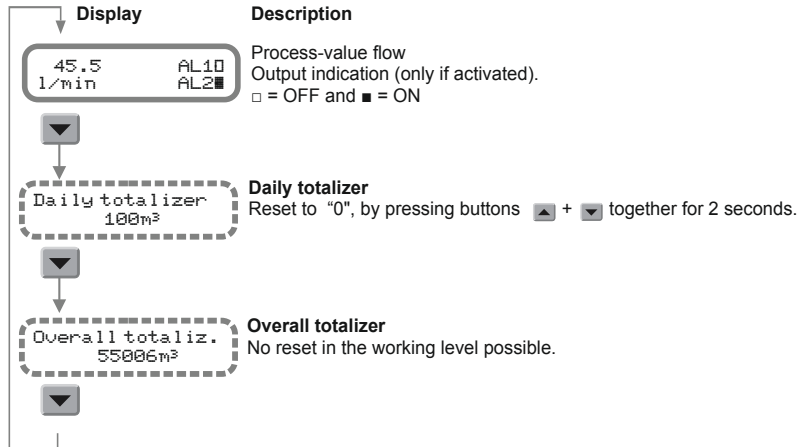 Display Description
45.5 AL1□
l/min AL2■
Process-value flow
Output indication (only if activated).
□ = OFF and ■ = ON
Daily totalizer
100m³
Daily totalizer
Reset to “0", by pressing buttons ▲ + ▼ together for 2 seconds.
Overall totaliz.
55006m³
Overall totalizer
No reset in the working level possible.